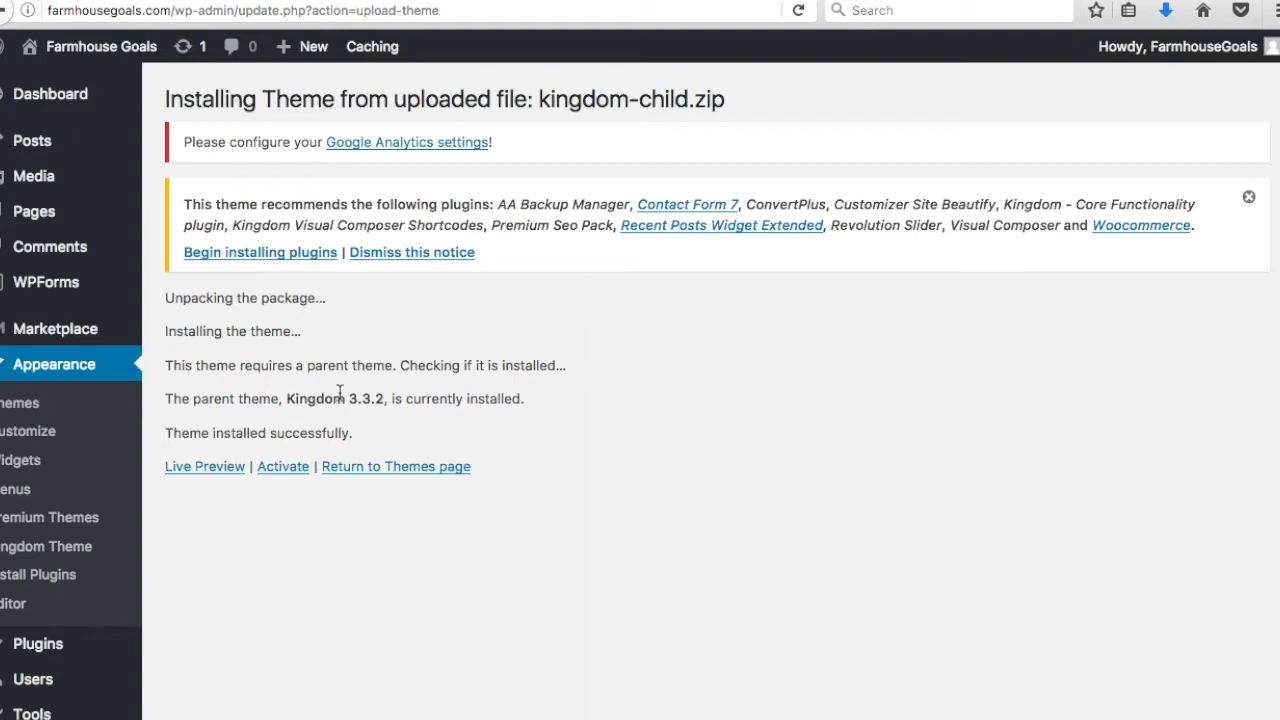 farmhousegoals.com/wp-admin/update.php?action=upload-theme
Search
Farmhouse Goals
1
0
New
Caching
Howdy, FarmhouseGoals
Dashboard
Posts
Media
Pages
Comments
WPForms
Marketplace
Appearance
hemes
ustomize
idgets
enus
remium Themes
ngdom Theme
stall Plugins
ditor
Plugins
Users
Tools
Installing Theme from uploaded file: kingdom-child.zip
Please configure your Google Analytics settings!
This theme recommends the following plugins: AA Backup Manager, Contact Form 7, ConvertPlus, Customizer Site Beautify, Kingdom - Core Functionality
plugin, Kingdom Visual Composer Shortcodes, Premium Seo Pack, Recent Posts Widget Extended, Revolution Slider, Visual Composer and Woocommerce.
Begin installing plugins | Dismiss this notice
Unpacking the package...
Installing the theme...
This theme requires a parent theme. Checking if it is installed...
The parent theme, Kingdom 3.3.2, is currently installed.
Theme installed successfully.
Live Preview | Activate | Return to Themes page